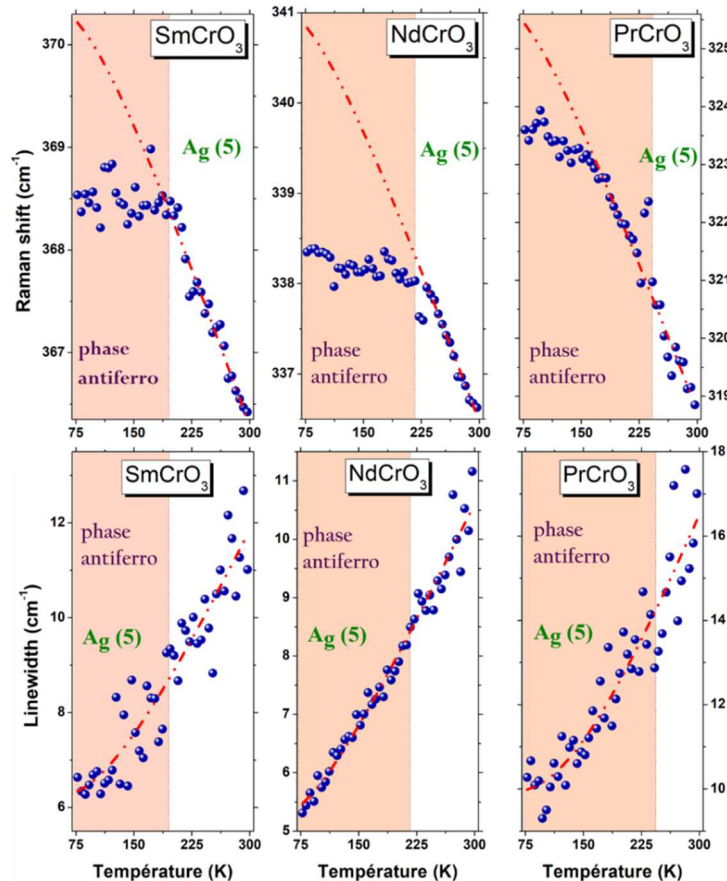 SmCrO3
NdCrO3
PrCrO3
370
369
368
367
341
340
339
338
337
325
324
323
322
321
320
319
Raman shift (cm-1)
Ag (5)
Ag (5)
Ag (5)
phase
antiferro
phase
antiferro
phase
antiferro
75 150 225 300
75 150 225 300
75 150 225 300
SmCrO3
NdCrO3
PrCrO3
12
10
8
6
11
10
9
8
7
6
5
18
16
14
12
10
Linewidth (cm-1)
phase
antiferro
phase
antiferro
phase
antiferro
Ag (5)
Ag (5)
Ag (5)
75 150 225 300
75 150 225 300
75 150 225 300
Température (K)
Température (K)
Température (K)